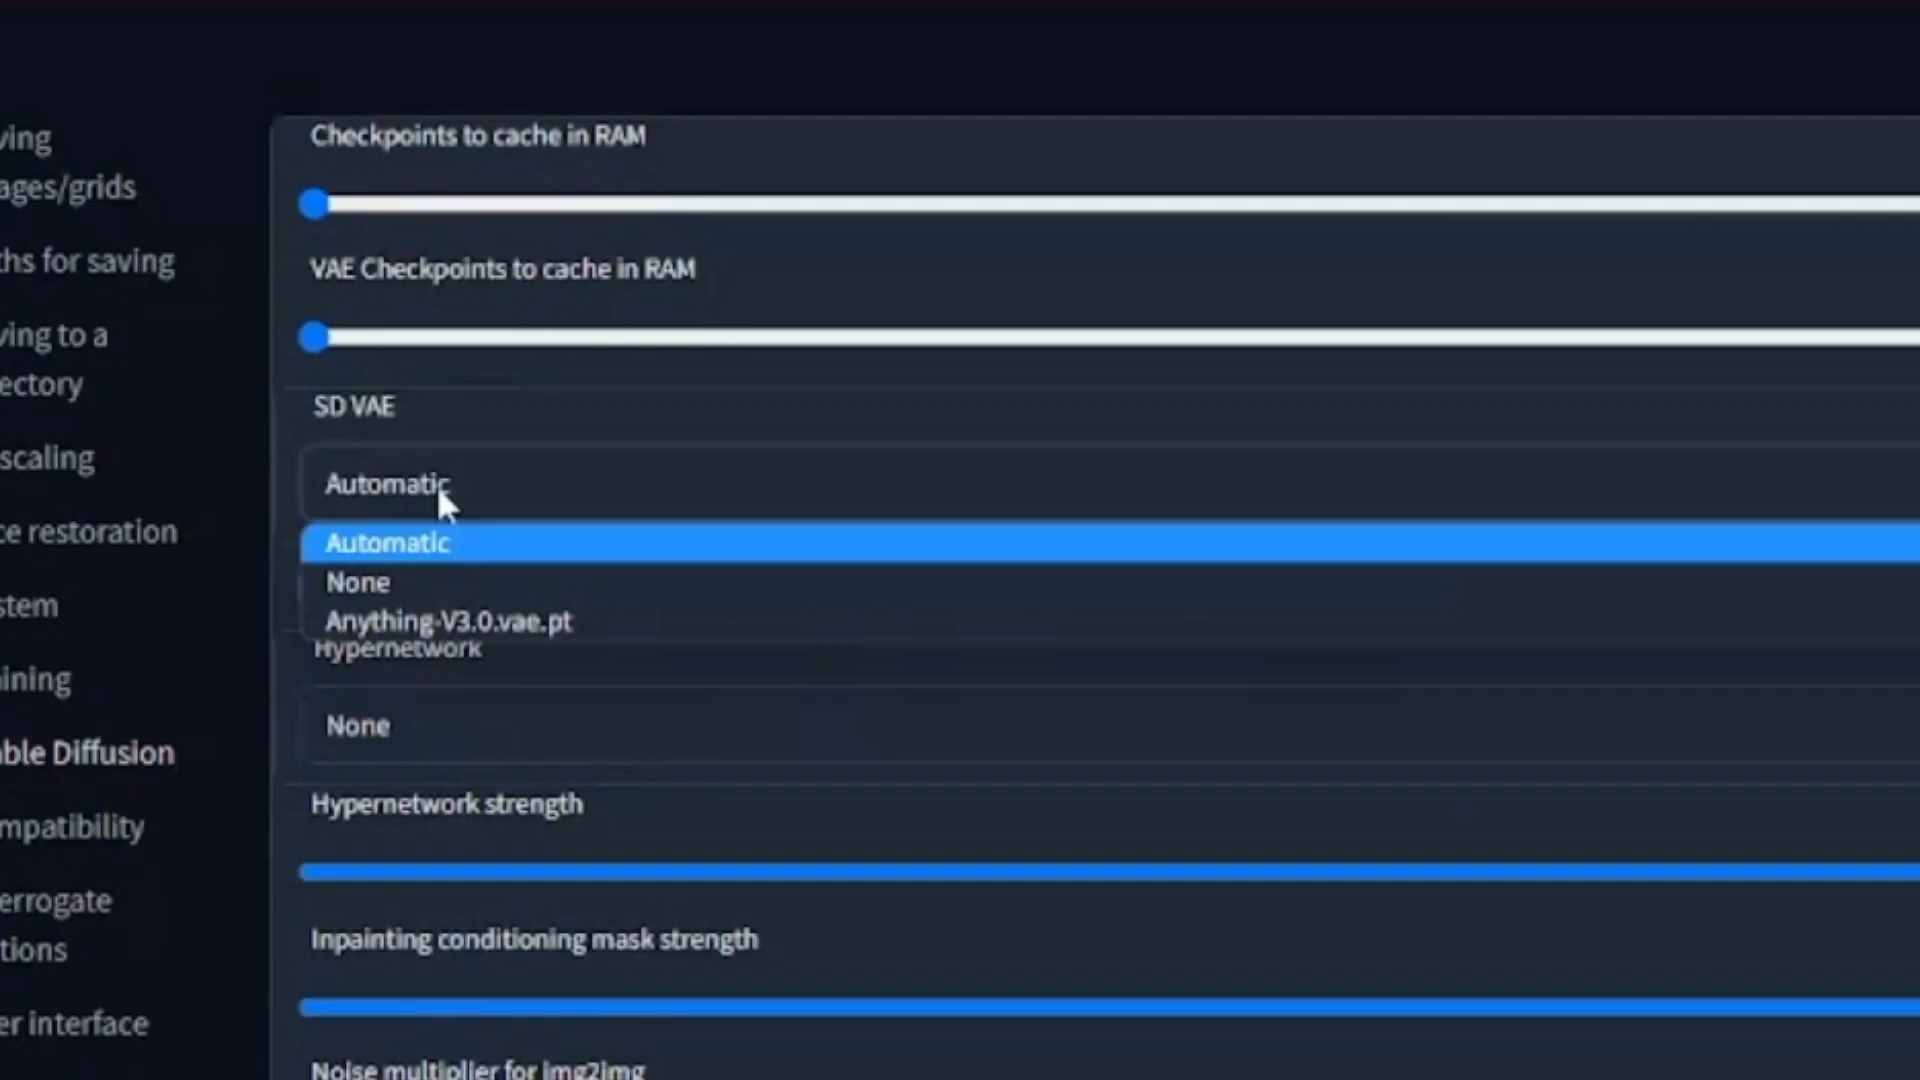 ving
ages/grids
ths for saving
ving to a
ectory
scaling
ce restoration
stem
ining
able Diffusion
mpatibility
errogate
tions
er interface
Checkpoints to cache in RAM
VAE Checkpoints to cache in RAM
SD VAE
Automatic
Automatic
None
Anything-V3.0.vae.pt
Hypernetwork
None
Hypernetwork strength
Inpainting conditioning mask strength
Noise multiplier for img2img